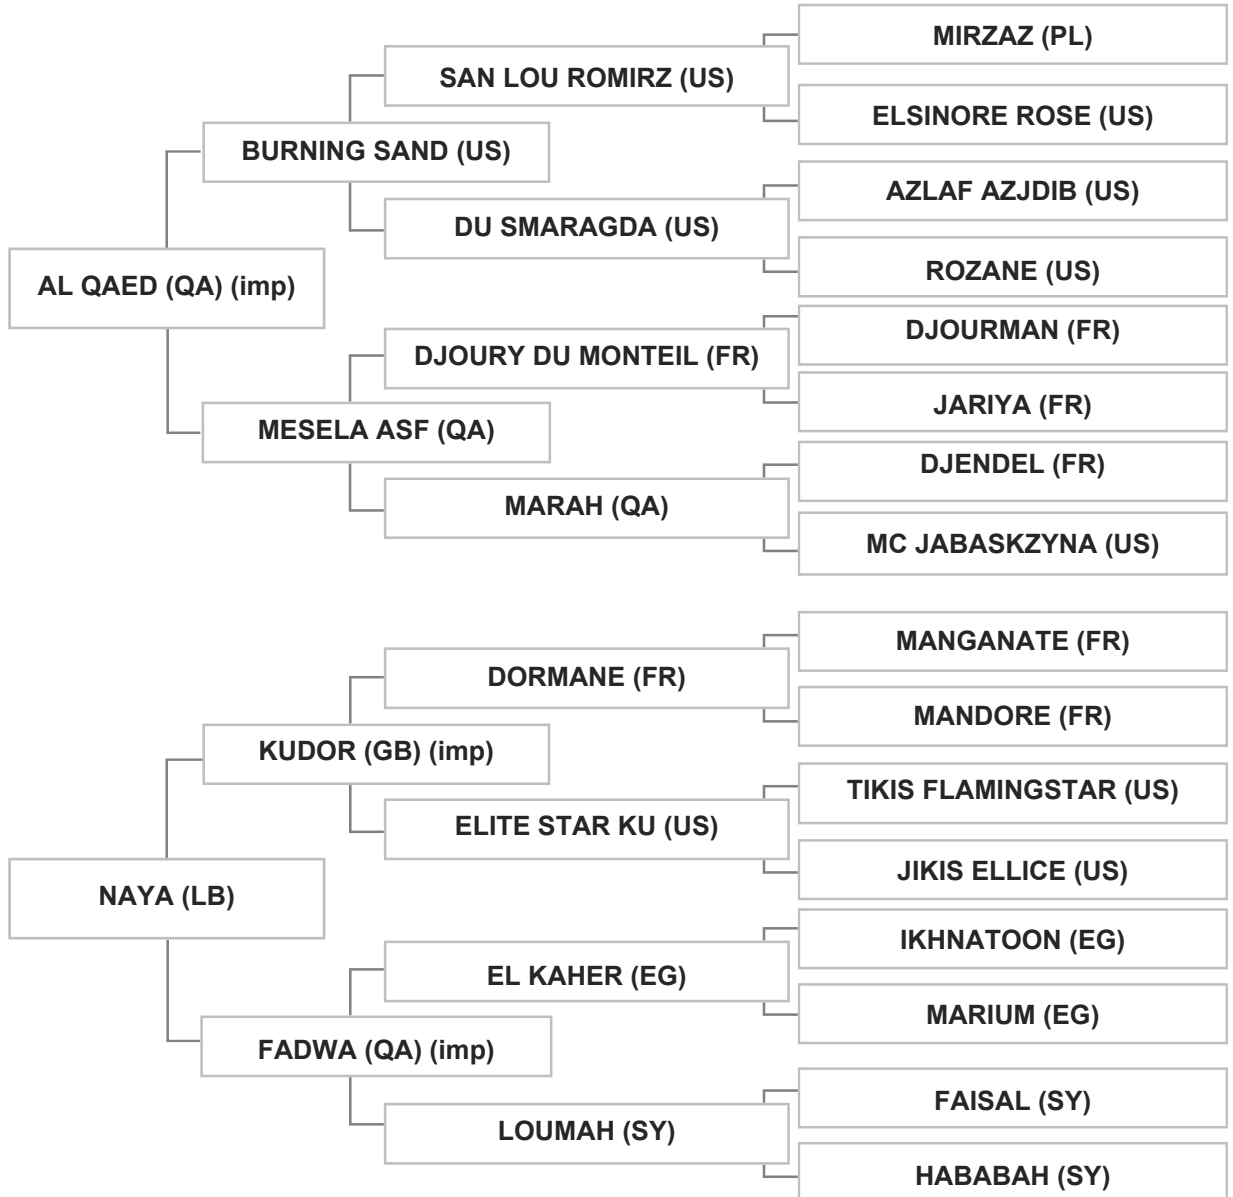 MIRZAZ (PL)
SAN LOU ROMIRZ (US)
ELSINORE ROSE (US)
BURNING SAND (US)
AZLAF AZJDIB (US)
DU SMARAGDA (US)
ROZANE (US)
AL QAED (QA) (imp)
DJOURMAN (FR)
DJOURY DU MONTEIL (FR)
JARIYA (FR)
MESELA ASF (QA)
DJENDEL (FR)
MARAH (QA)
MC JABASKZYNA (US)
MANGANATE (FR)
DORMANE (FR)
MANDORE (FR)
KUDOR (GB) (imp)
TIKIS FLAMINGSTAR (US)
ELITE STAR KU (US)
JIKIS ELLICE (US)
NAYA (LB)
IKHNATOON (EG)
EL KAHER (EG)
MARIUM (EG)
FADWA (QA) (imp)
FAISAL (SY)
LOUMAH (SY)
HABABAH (SY)